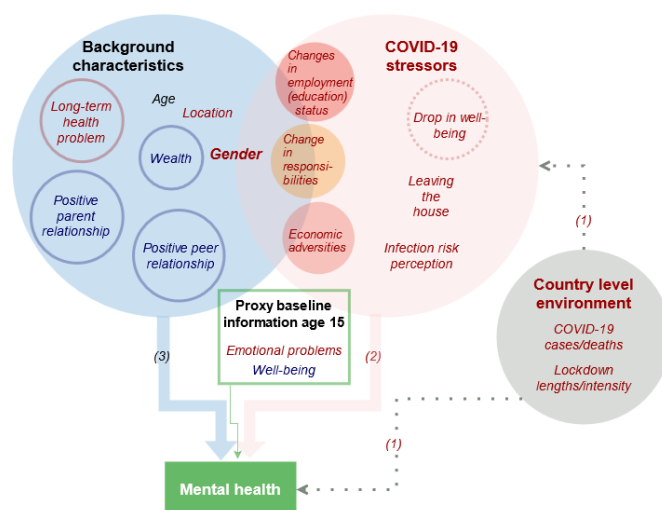 Background
characteristics
COVID-19
stressors
Changes
in
employment
(education)
status
Age
Location
Long-term
health
problem
Drop in well-
being
Wealth
Gender
Change
in
responsi-
bilities
Leaving
the
house
Positive
parent
relationship
Positive peer
relationship
Economic
adversities
Infection risk
perception
(1)
Country level
environment
COVID-19
cases/deaths
Lockdown
lengths/intensity
Proxy baseline
information age 15
Emotional problems
Well-being
(3)
(2)
(1)
Mental health